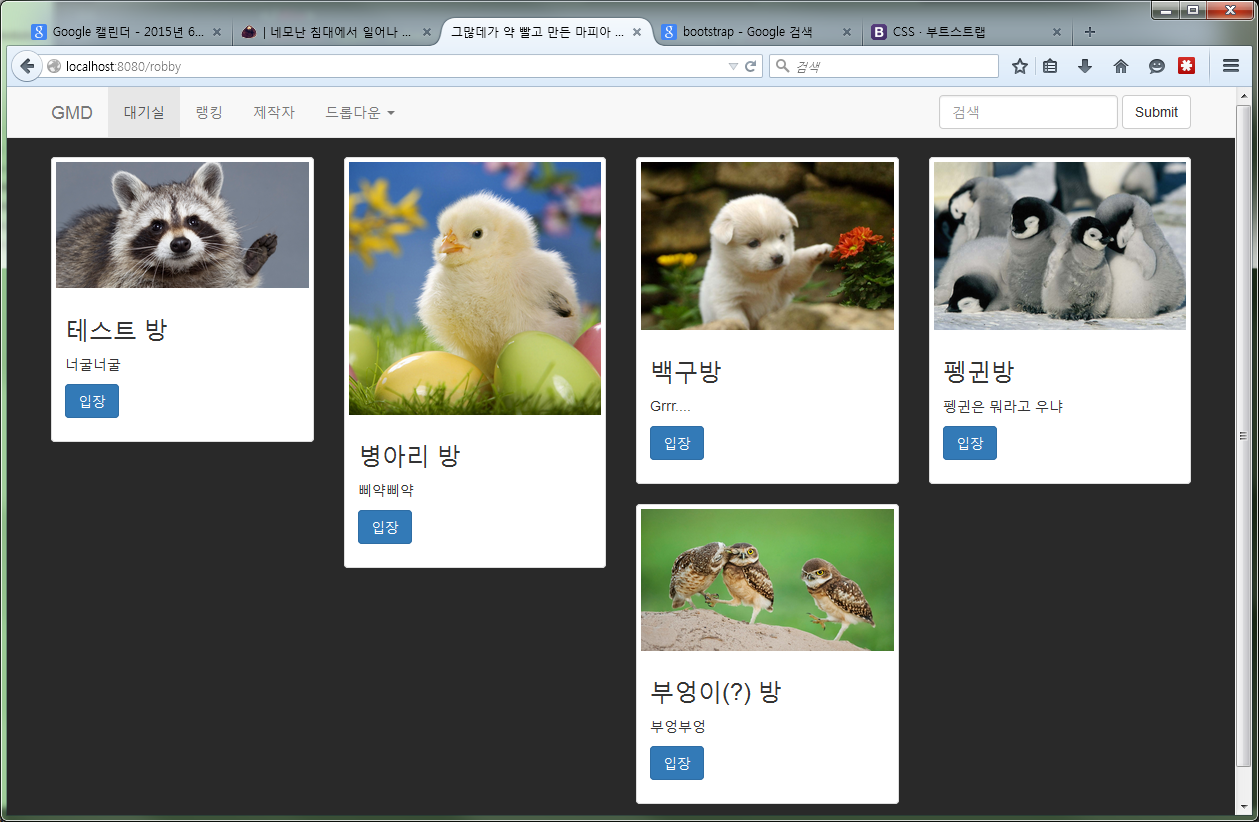 Google 캘린더 - 2015년 6...
| 네모난 침대에서 일어나 ...
그많데가 약 빨고 만든 마피아 ...
bootstrap - Google 검색
CSS · 부트스트랩
localhost:8080/robby
검색
GMD
대기실
랭킹
제작자
드롭다운
검색
Submit
테스트 방
너굴너굴
입장
병아리 방
삐약삐약
입장
백구방
Grrr....
입장
펭귄방
펭귄은 뭐라고 우냐
입장
부엉이(?) 방
부엉부엉
입장